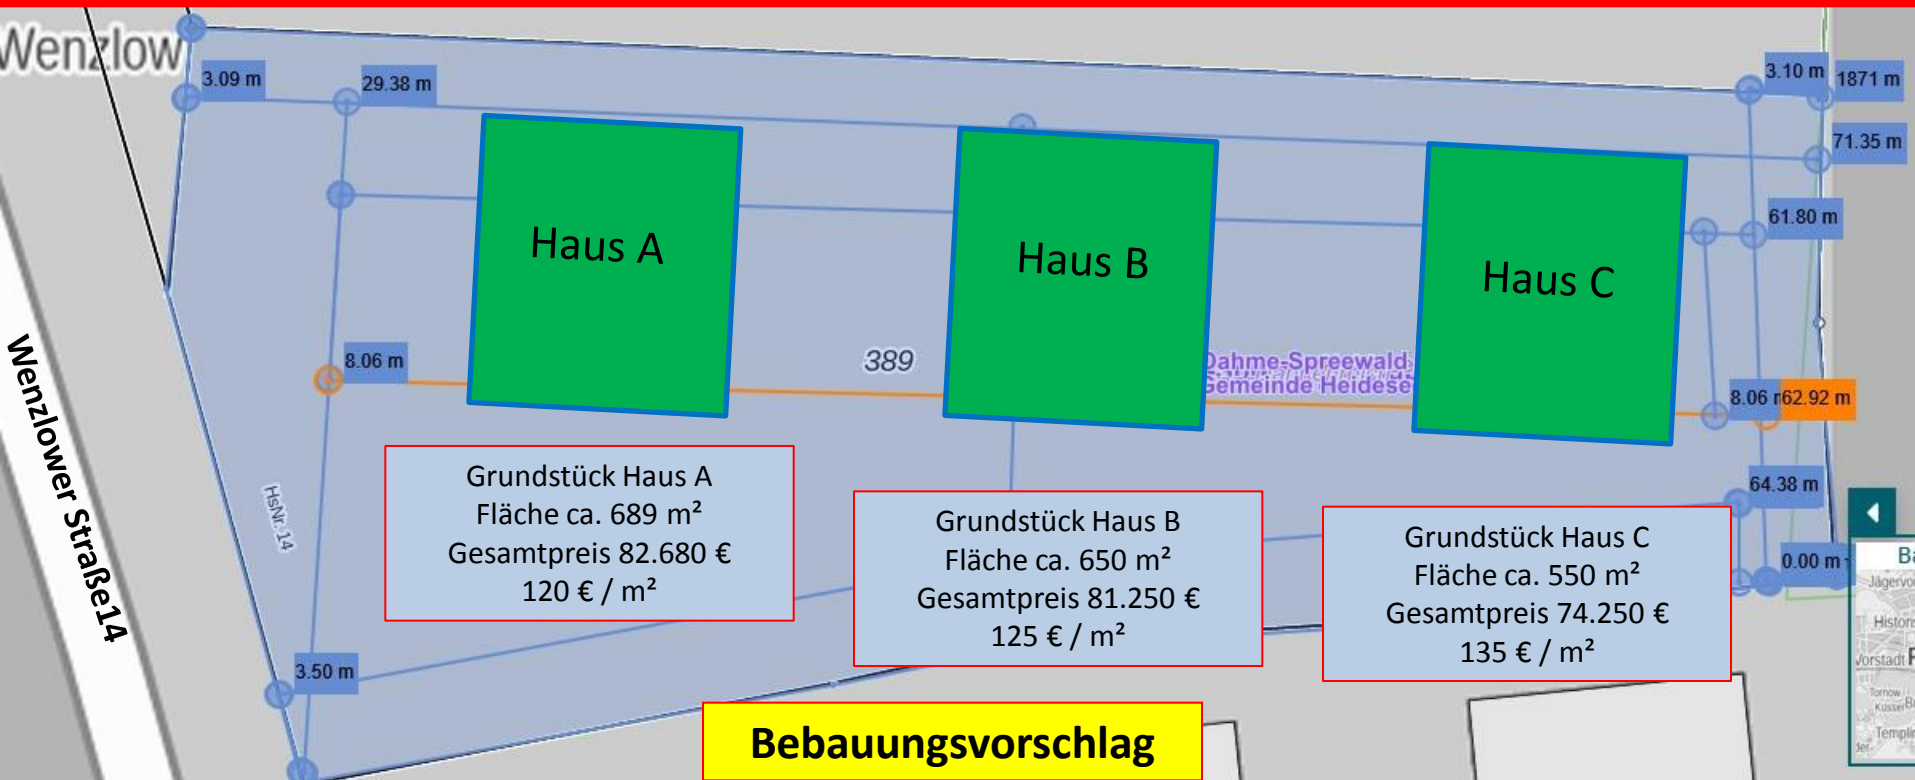 Wenzlow
3.09 m
29.38 m
3.10 m
1871 m
71.35 m
61.80 m
Haus A
Haus B
Haus C
8.06 m
389
Dahme-Spreewald
Gemeinde Heidese
62.92 m
Wenzlower Straße14
HsNr. 14
64.38 m
0.00 m
3.50 m
Grundstück Haus A
Fläche ca. 689 m²
Gesamtpreis 82.680 €
120 € / m²
Grundstück Haus B
Fläche ca. 650 m²
Gesamtpreis 81.250 €
125 € / m²
Grundstück Haus C
Fläche ca. 550 m²
Gesamtpreis 74.250 €
135 € / m²
Bebauungsvorschlag